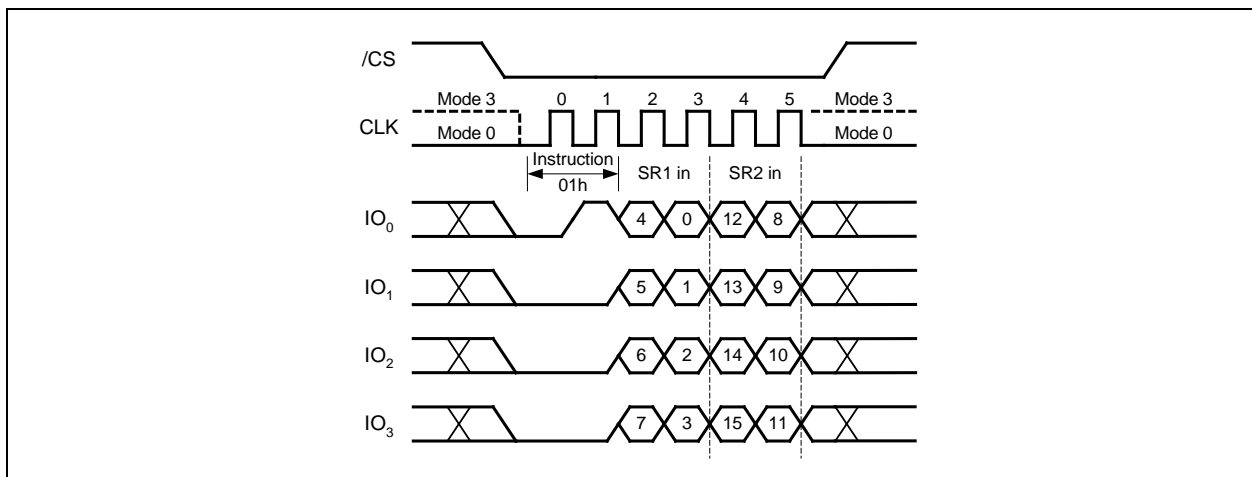 /CS
Mode 3 0 1 2 3 4 5 Mode 3
CLK
Mode 0 Mode 0
Instruction
01h
SR1 in SR2 in
IO0 4 0 12 8
IO1 5 1 13 9
IO2 6 2 14 10
IO3 7 3 15 11